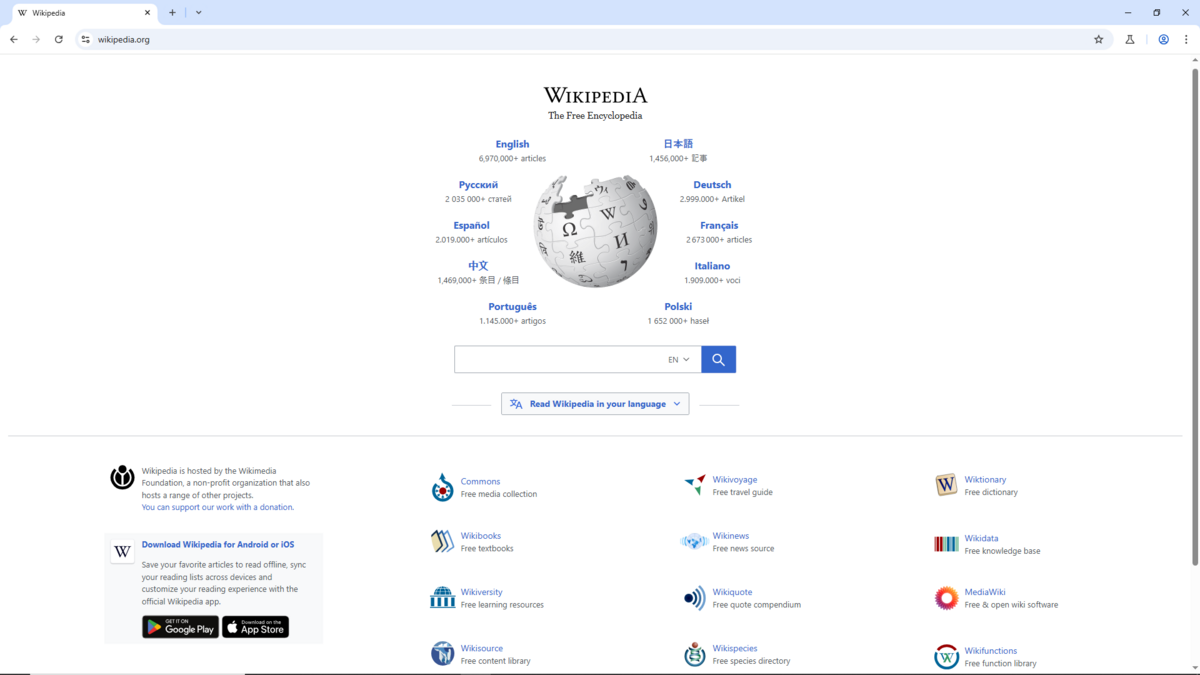 Wikipedia
wikipedia.org
WIKIPEDIA
The Free Encyclopedia
English
6,970,000+ articles
日本語
1,456,000+ 記事
Русский
2 035 000+ статей
Deutsch
2.999.000+ Artikel
Español
2.019.000+ artículos
Français
2 673 000+ articles
中文
1,469,000+ 条目 / 條目
Italiano
1.909.000+ voci
Português
1.145.000+ artigos
Polski
1 652 000+ haseł
Ω
W
И
維
7
EN
Read Wikipedia in your language
Wikipedia is hosted by the Wikimedia
Foundation, a non-profit organization that also
hosts a range of other projects.
You can support our work with a donation.
W
Download Wikipedia for Android or iOS
Save your favorite articles to read offline, sync
your reading lists across devices and
customize your reading experience with the
official Wikipedia app.
GET IT ON
Google Play
Download on the
App Store
Commons
Free media collection
Wikivoyage
Free travel guide
W
Wiktionary
Free dictionary
Wikibooks
Free textbooks
Wikinews
Free news source
Wikidata
Free knowledge base
Wikiversity
Free learning resources
Wikiquote
Free quote compendium
MediaWiki
Free & open wiki software
Wikisource
Free content library
Wikispecies
Free species directory
W
Wikifunctions
Free function library